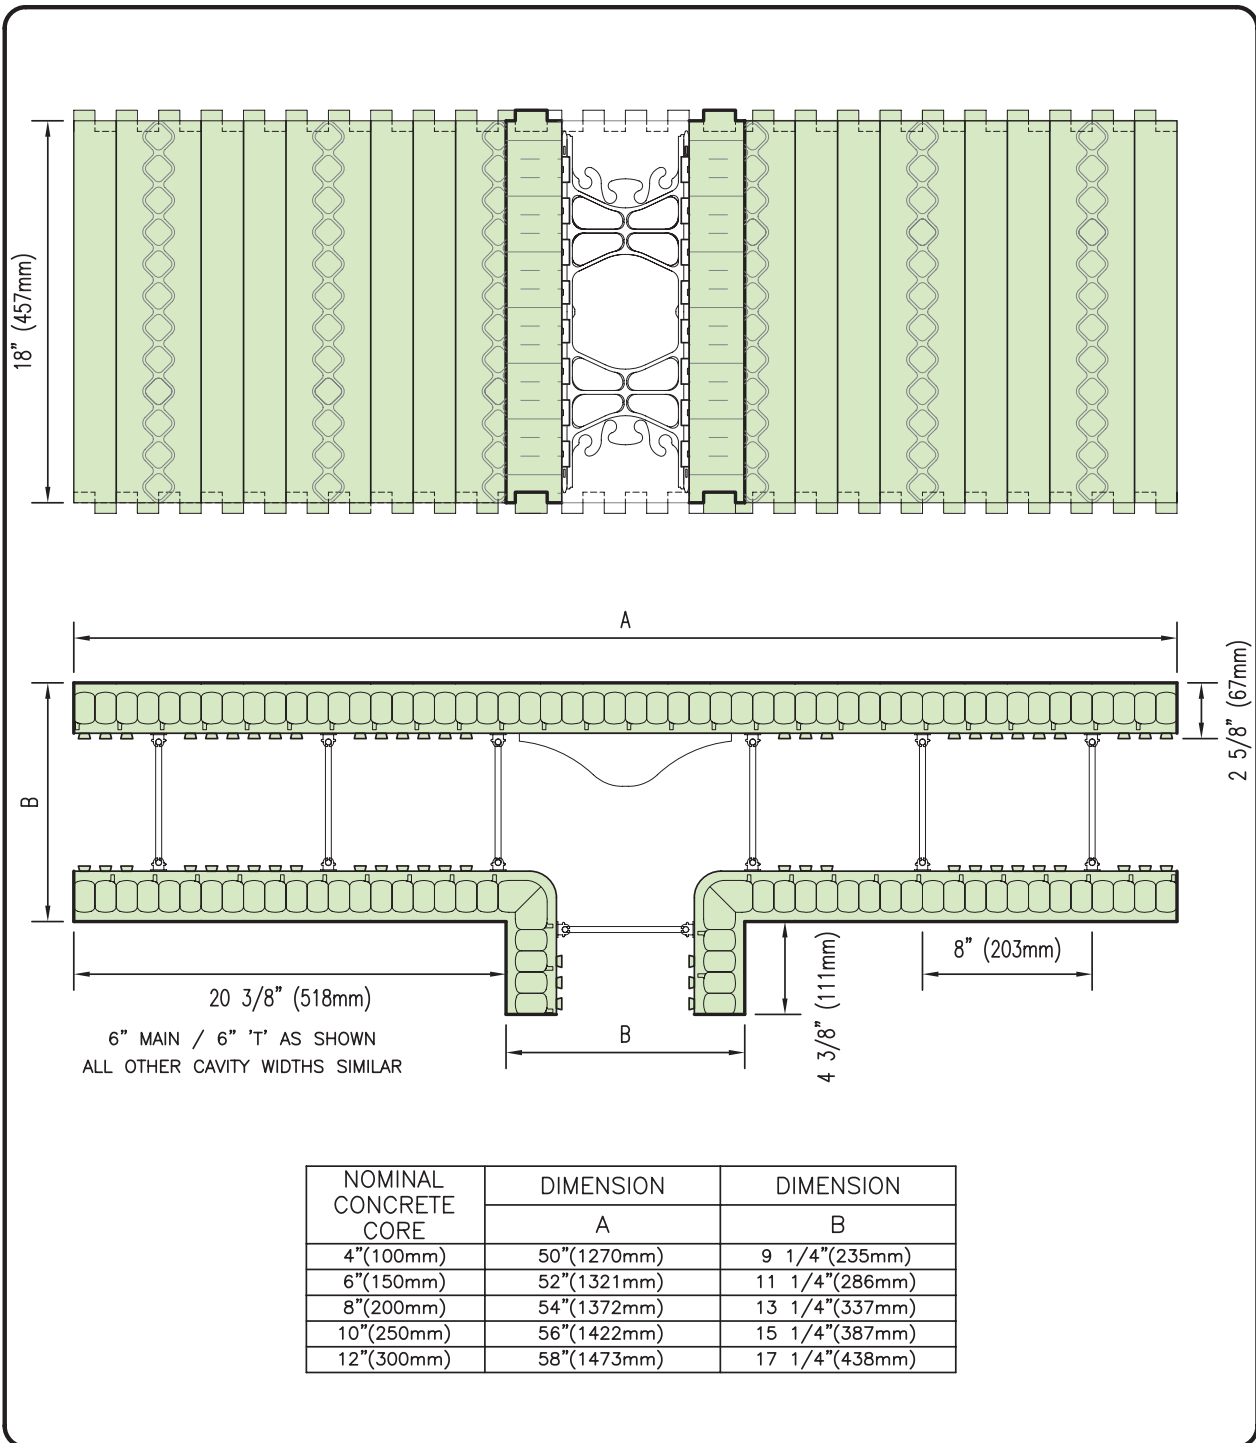 18” (457mm)
A
2 5/8” (67mm)
B
8” (203mm)
20 3/8” (518mm)
4 3/8” (111mm)
B
6” MAIN / 6” 'T' AS SHOWN
ALL OTHER CAVITY WIDTHS SIMILAR
NOMINAL CONCRETE CORE DIMENSION A DIMENSION B
4”(100mm) 50”(1270mm) 9 1/4”(235mm)
6”(150mm) 52”(1321mm) 11 1/4”(286mm)
8”(200mm) 54”(1372mm) 13 1/4”(337mm)
10”(250mm) 56”(1422mm) 15 1/4”(387mm)
12”(300mm) 58”(1473mm) 17 1/4”(438mm)